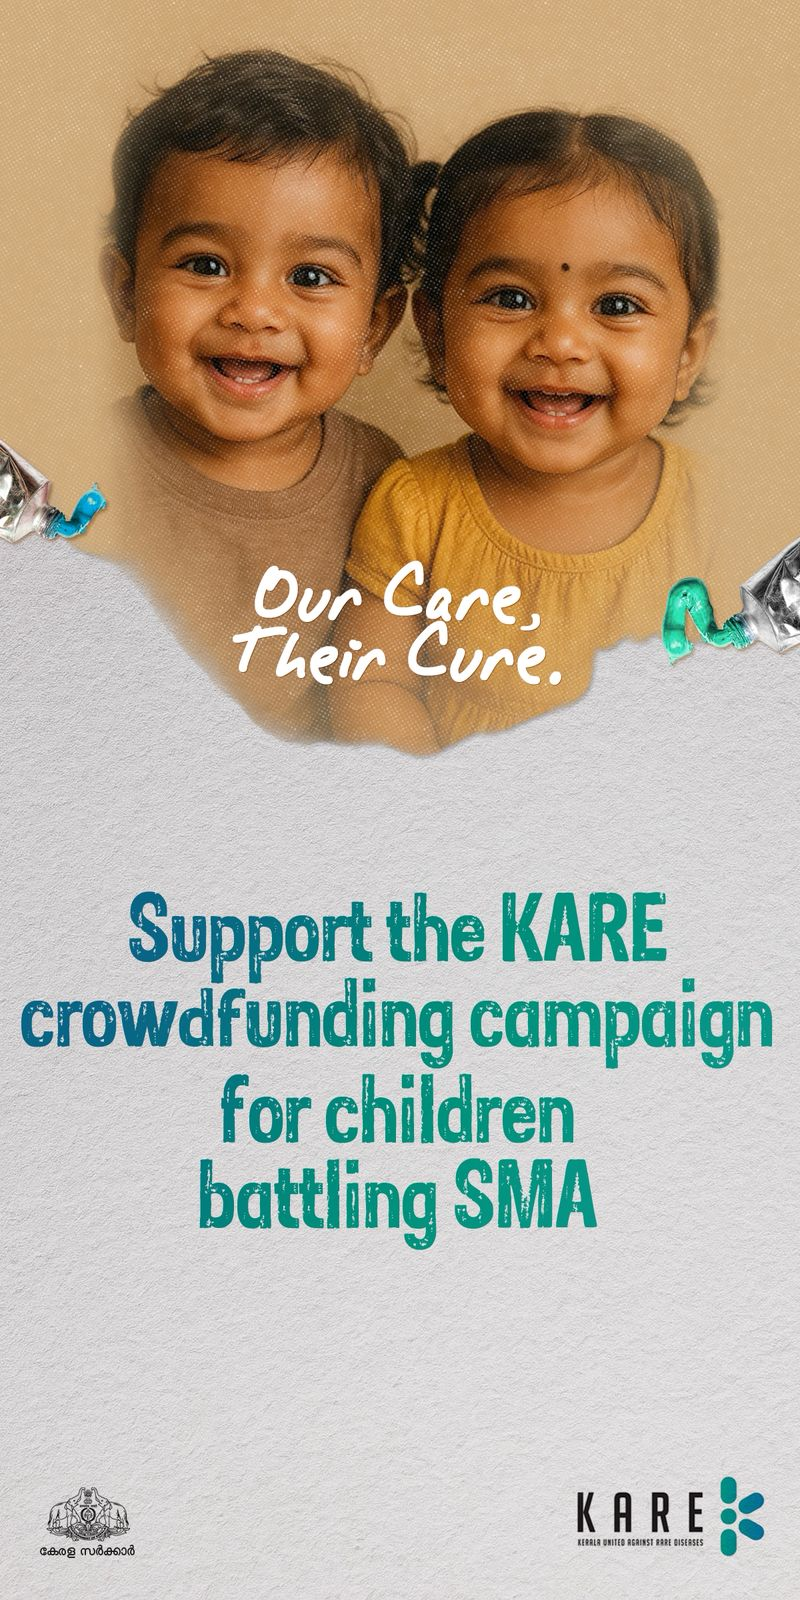 Our Care,
Their Cure.
Support the KARE
crowdfunding campaign
for children
battling SMA
കേരള സർക്കാർ
KARE
KERALA UNITED AGAINST RARE DISEASES